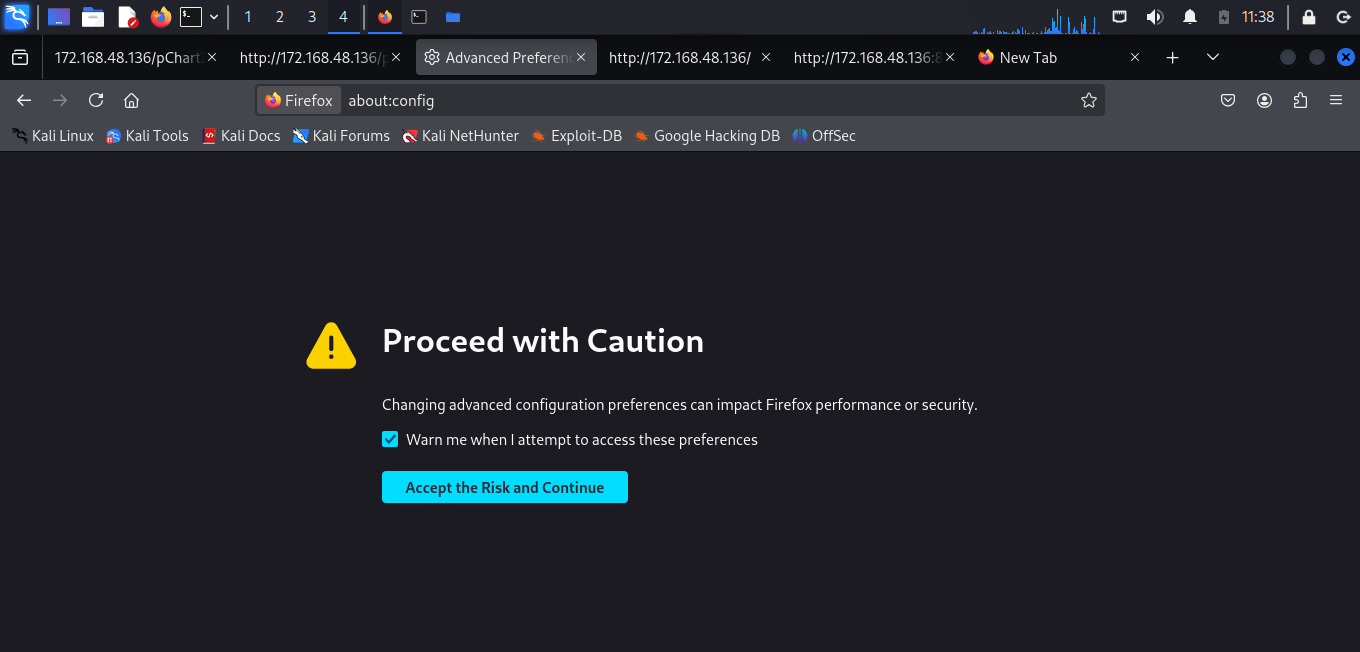 1 2 3 4 11:38
172.168.48.136/pChart
http://172.168.48.136/p
Advanced Preferenc
http://172.168.48.136/
http://172.168.48.136:8
New Tab
Firefox about:config
Kali Linux Kali Tools Kali Docs Kali Forums Kali NetHunter Exploit-DB Google Hacking DB OffSec
Proceed with Caution
Changing advanced configuration preferences can impact Firefox performance or security.
Warn me when I attempt to access these preferences
Accept the Risk and Continue